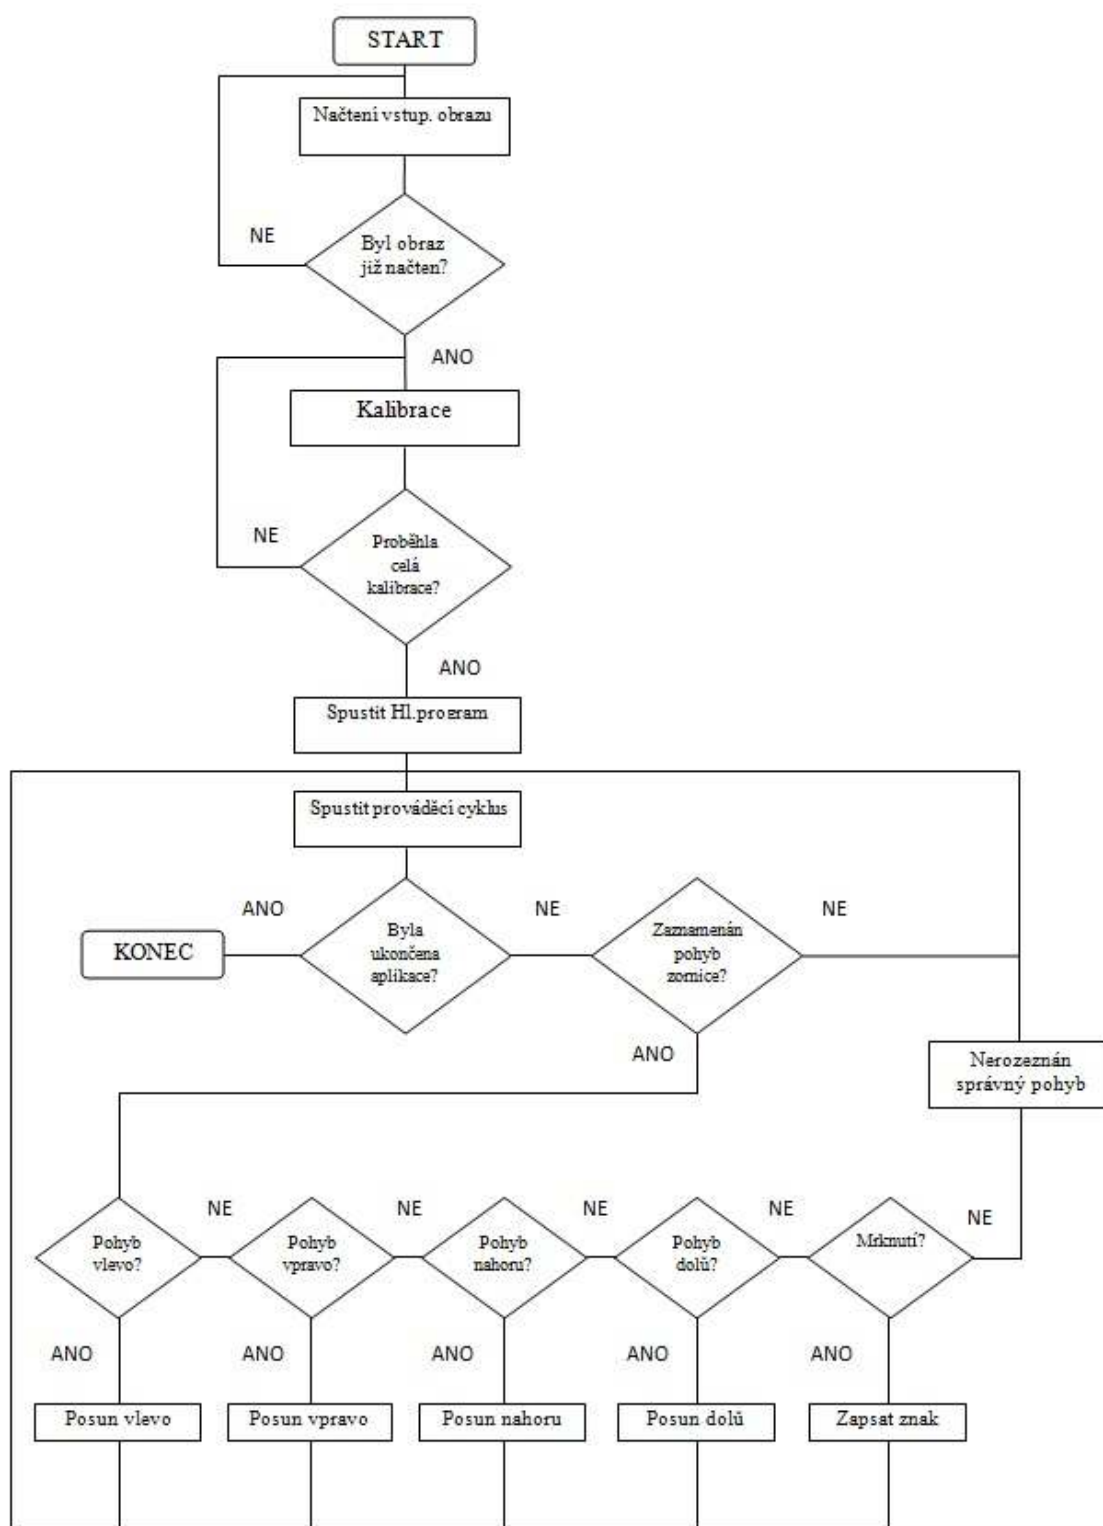 START
Načtení vstup. obrazu
NE
Byl obraz
již načten?
ANO
Kalibrace
NE
Proběhla
celá
kalibrace?
ANO
Spustit Hl.program
Spustit prováděcí cyklus
ANO
NE
NE
KONEC
Byla
ukončena
aplikace?
Zaznamenán
pohyb
zornice?
ANO
Nerozeznán
správný pohyb
NE
NE
NE
NE
NE
Pohyb
vlevo?
Pohyb
vpravo?
Pohyb
nahoru?
Pohyb
dolů?
Mrknutí?
ANO
ANO
ANO
ANO
ANO
Posun vlevo
Posun vpravo
Posun nahoru
Posun dolů
Zapsat znak